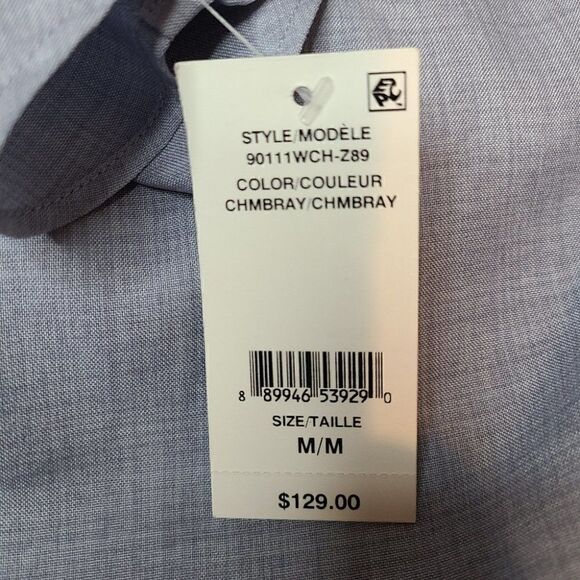 STYLE/MODÈLE
90111WCH-Z89
COLOR/COULEUR
CHMBRAY/CHMBRAY
8 89946 53929 0
SIZE/TAILLE
M/M
$129.00